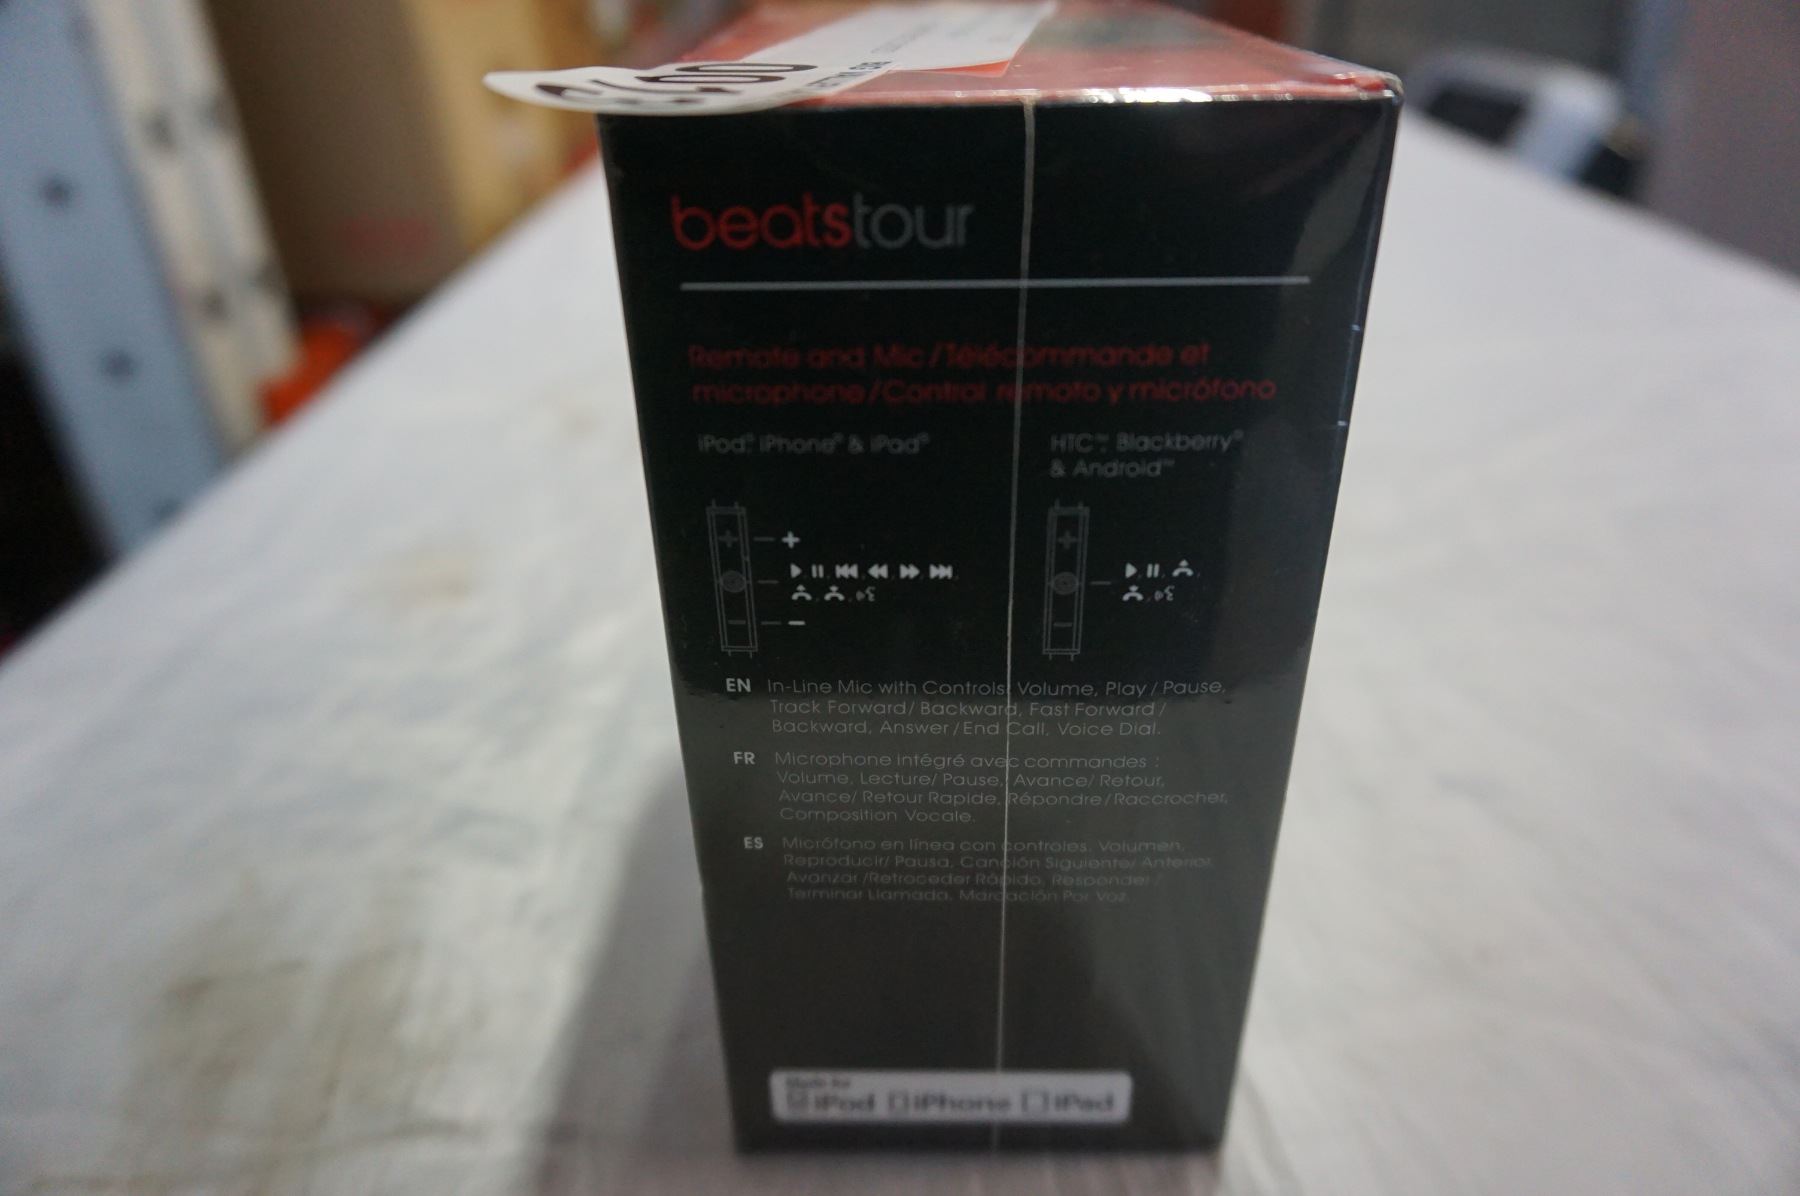 beatstour
Remote and Mic / Télécommande et
microphone / Control remoto y micrófono
iPod®, iPhone® & iPad®
HTC™, Blackberry®
& Android™
EN In-Line Mic with Controls: Volume, Play / Pause,
Track Forward / Backward, Fast Forward /
Backward, Answer / End Call, Voice Dial.
FR Microphone intégré avec commandes :
Volume, Lecture/ Pause, Avance/ Retour,
Avance/ Retour Rapide, Répondre / Raccrocher,
Composition Vocale.
ES Micrófono en línea con controles. Volumen,
Reproducir/ Pausa, Canción Siguiente/ Anterior,
Avanzar /Retroceder Rápido, Responder /
Terminar Llamada, Marcación Por Voz.
Made for
iPod iPhone iPad